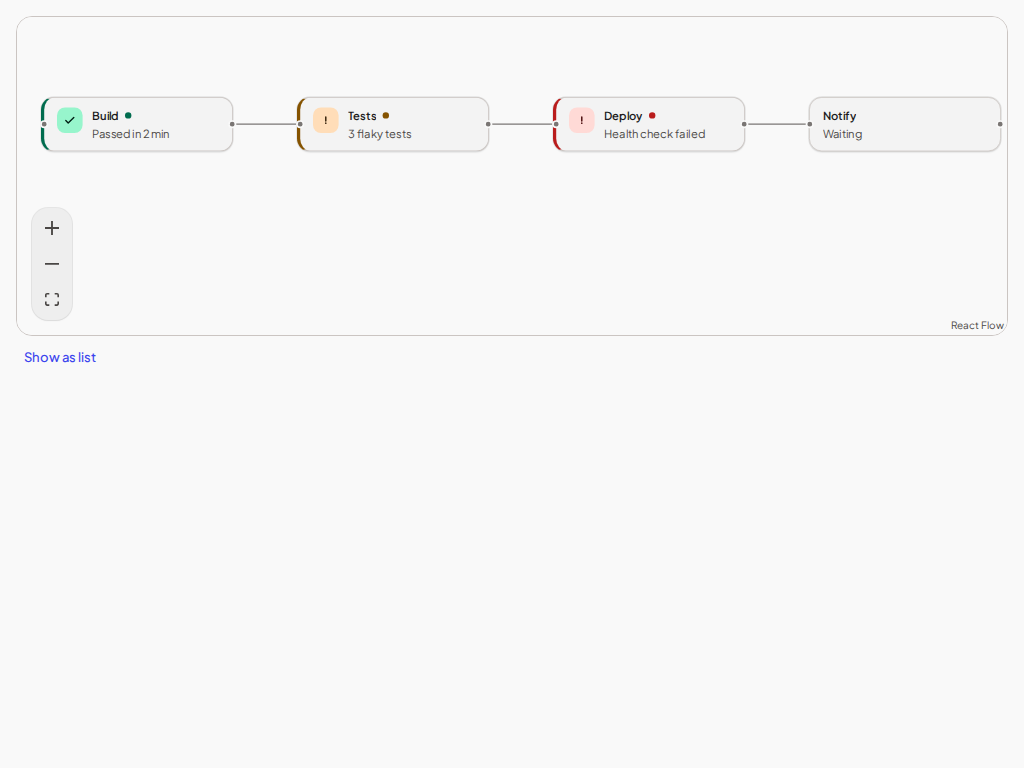 Build
Passed in 2 min
!
Tests
3 flaky tests
!
Deploy
Health check failed
Notify
Waiting
React Flow
Show as list